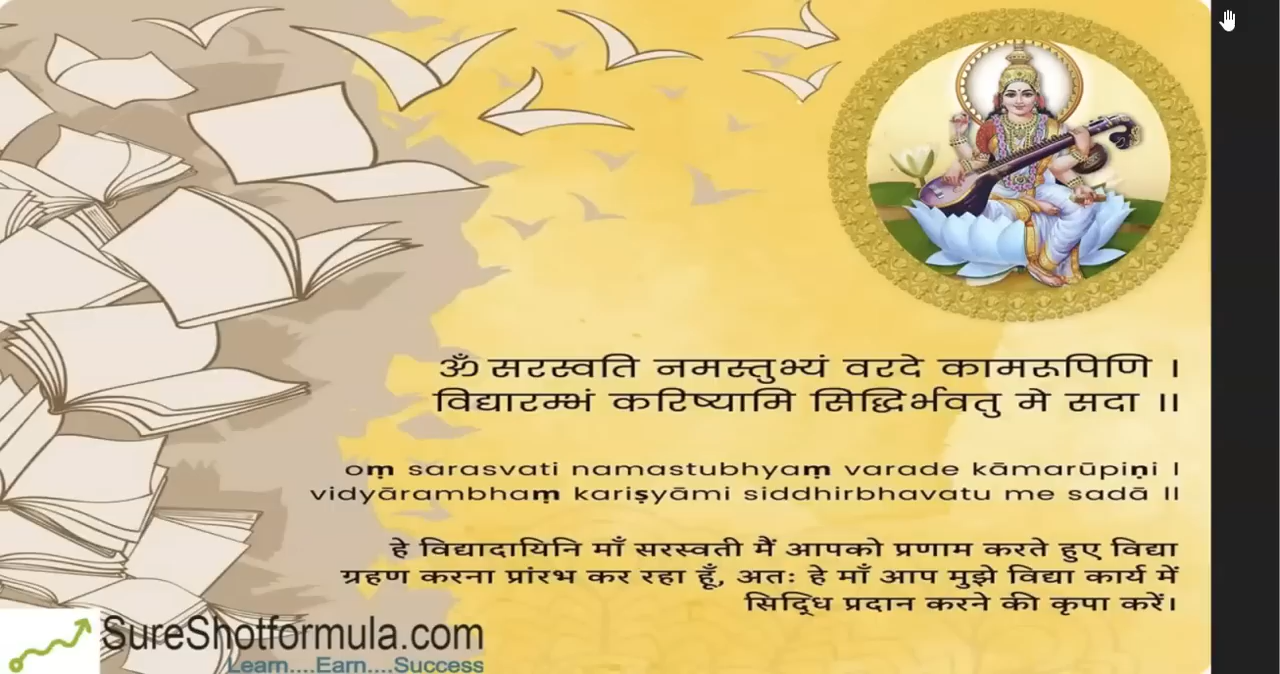 ॐ सरस्वति नमस्तुभ्यं वरदे कामरूपिणि ।
विद्यारम्भं करिष्यामि सिद्धिर्भवतु मे सदा ।।
oṃ sarasvati namastubhyaṃ varade kāmarūpiṇi ।
vidyārambhaṃ kariṣyāmi siddhirbhavatu me sadā ।।
हे विद्यादायिनि माँ सरस्वती मैं आपको प्रणाम करते हुए विद्या
ग्रहण करना प्रांरभ कर रहा हूँ, अतः हे माँ आप मुझे विद्या कार्य में
सिद्धि प्रदान करने की कृपा करें।
SureShotformula.com
Learn....Earn....Success